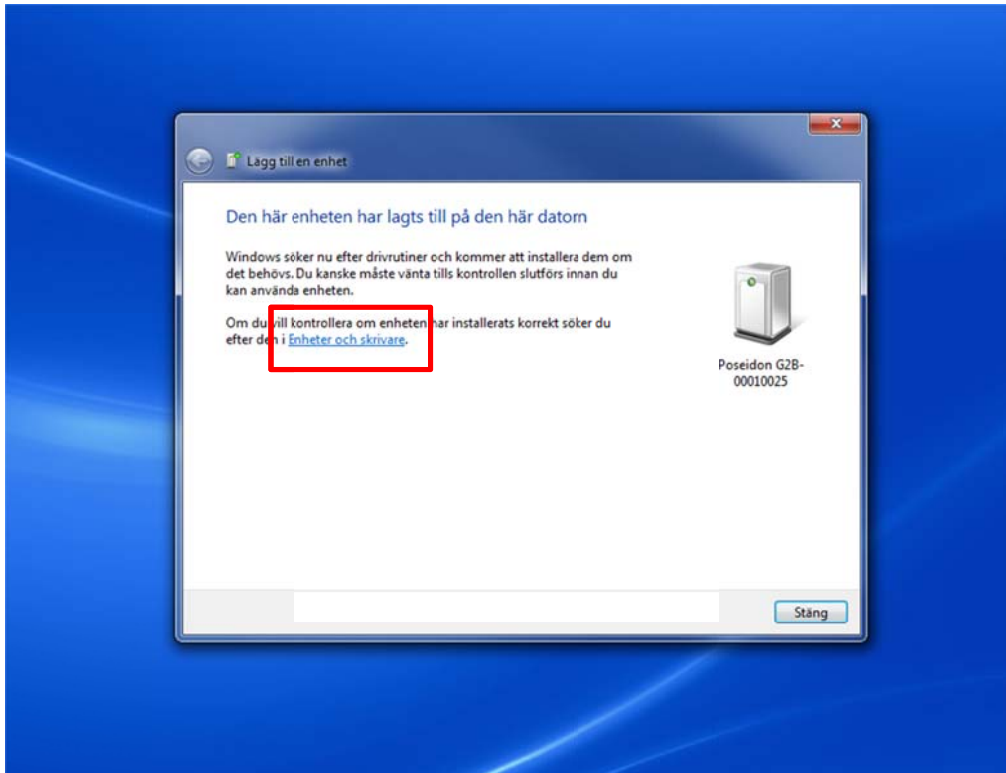 Lägg till en enhet
Den här enheten har lagts till på den här datorn
Windows söker nu efter drivrutiner och kommer att installera dem om
det behövs. Du kanske måste vänta tills kontrollen slutförs innan du
kan använda enheten.
Om du vill kontrollera om enheten har installerats korrekt söker du
efter den i Enheter och skrivare.
Poseidon G2B-
00010025
Stäng